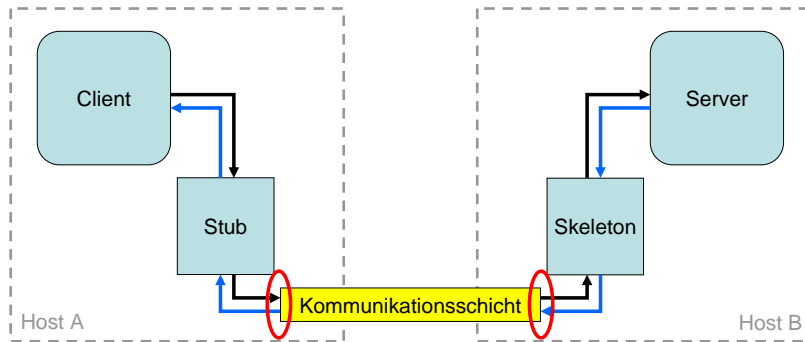 Client
Server
Stub
Skeleton
Kommunikationsschicht
Host A
Host B